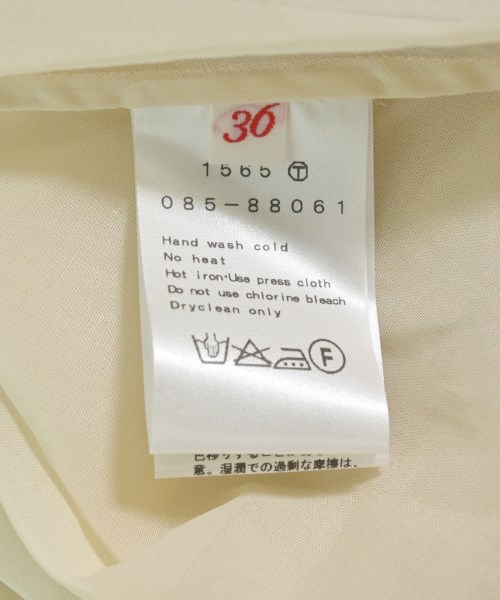 36
1565 Ⓣ
085-88061
Hand wash cold
No heat
Hot iron·Use press cloth
Do not use chlorine bleach
Dryclean only
F
意。湿潤での過剰な摩擦は、